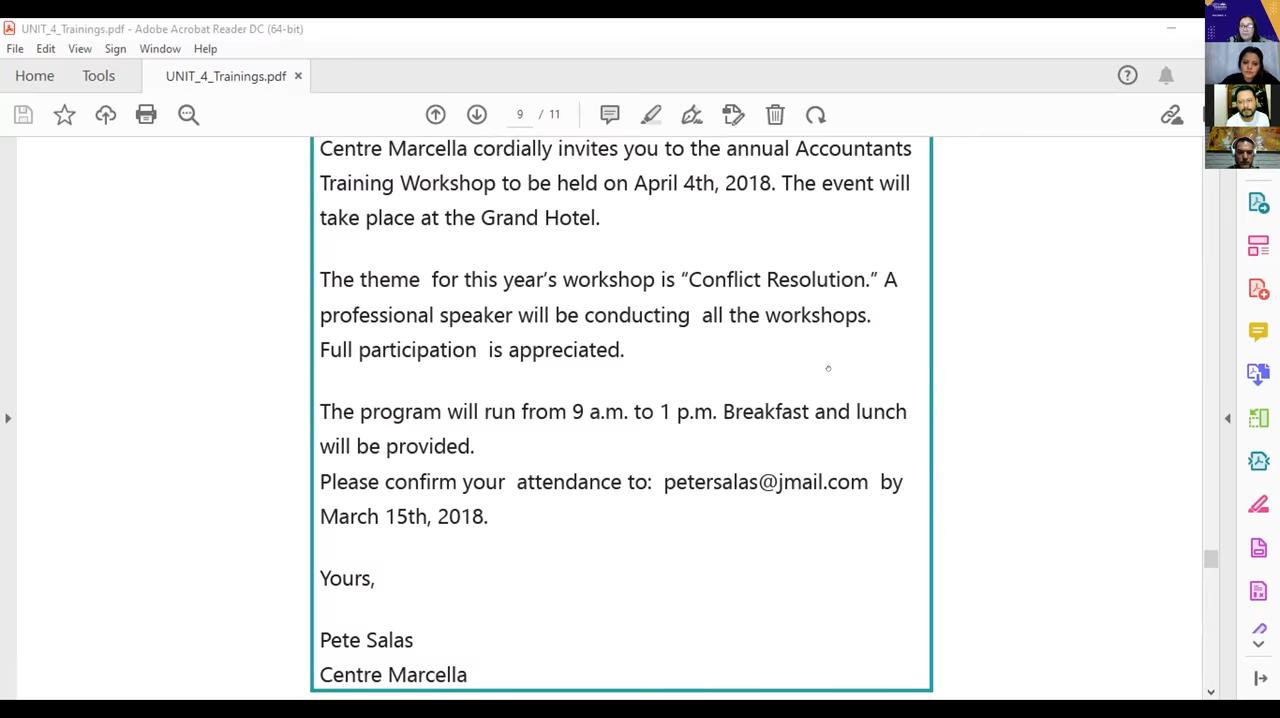 UNIT_4_Trainings.pdf - Adobe Acrobat Reader DC (64-bit)
File Edit View Sign Window Help
Home Tools UNIT_4_Trainings.pdf ×
9 / 11
Centre Marcella cordially invites you to the annual Accountants
Training Workshop to be held on April 4th, 2018. The event will
take place at the Grand Hotel.
The theme for this year's workshop is “Conflict Resolution.” A
professional speaker will be conducting all the workshops.
Full participation is appreciated.
The program will run from 9 a.m. to 1 p.m. Breakfast and lunch
will be provided.
Please confirm your attendance to: petersalas@jmail.com by
March 15th, 2018.
Yours,
Pete Salas
Centre Marcella